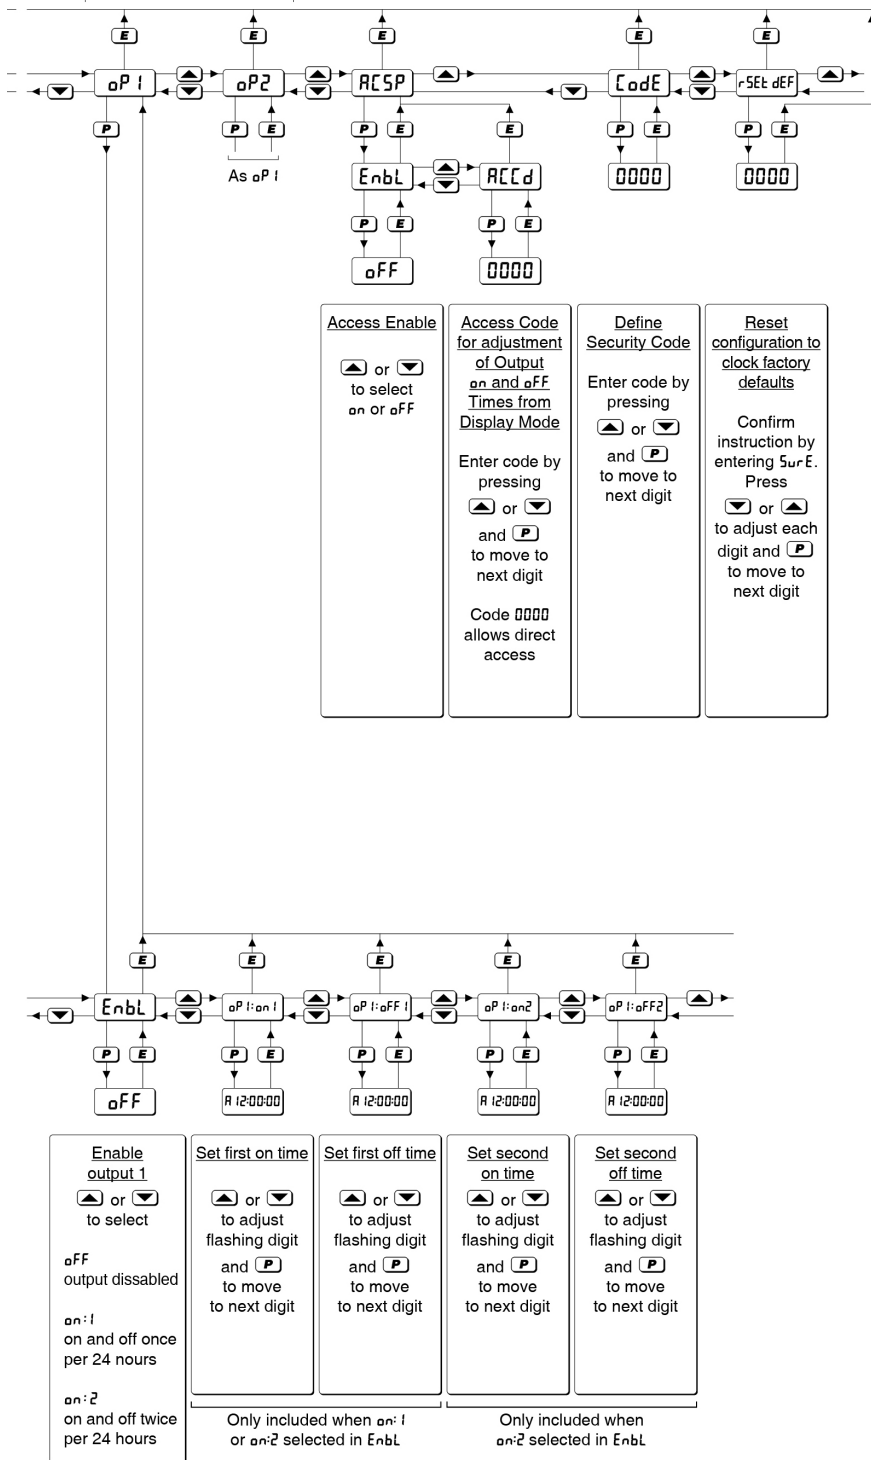 E E E E E
oP1 oP2 ACSP CodE rSEt dEF
P P E P E E P E P E
As oP1
EnbL ACCd 0000 0000
P E P E
oFF 0000
Access Enable
or
to select
on or oFF
Access Code
for adjustment
of Output
on and oFF
Times from
Display Mode
Enter code by
pressing
or
and P
to move to
next digit
Code 0000
allows direct
access
Define
Security Code
Enter code by
pressing
or
and P
to move to
next digit
Reset
configuration to
clock factory
defaults
Confirm
instruction by
entering SurE.
Press
or
to adjust each
digit and P
to move to
next digit
E E E E E
EnbL oP1:on1 oP1:oFF1 oP1:on2 oP1:oFF2
P E P E P E P E P E
oFF A 12:00:00 A 12:00:00 A 12:00:00 A 12:00:00
Enable
output 1
or
to select
oFF
output dissabled
on:1
on and off once
per 24 nours
on:2
on and off twice
per 24 hours
Set first on time
or
to adjust
flashing digit
and P
to move
to next digit
Set first off time
or
to adjust
flashing digit
and P
to move
to next digit
Set second
on time
or
to adjust
flashing digit
and P
to move
to next digit
Set second
off time
or
to adjust
flashing digit
and P
to move
to next digit
Only included when on:1
or on:2 selected in EnbL
Only included when
on:2 selected in EnbL